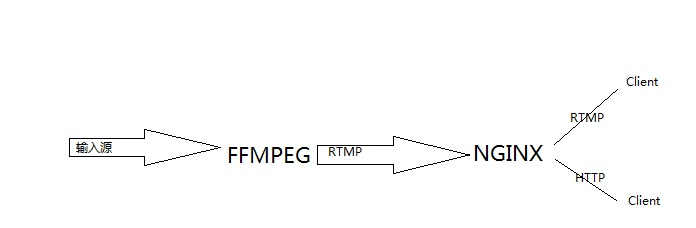 Client
RTMP
输入源
FFMPEG
RTMP
NGINX
HTTP
Client